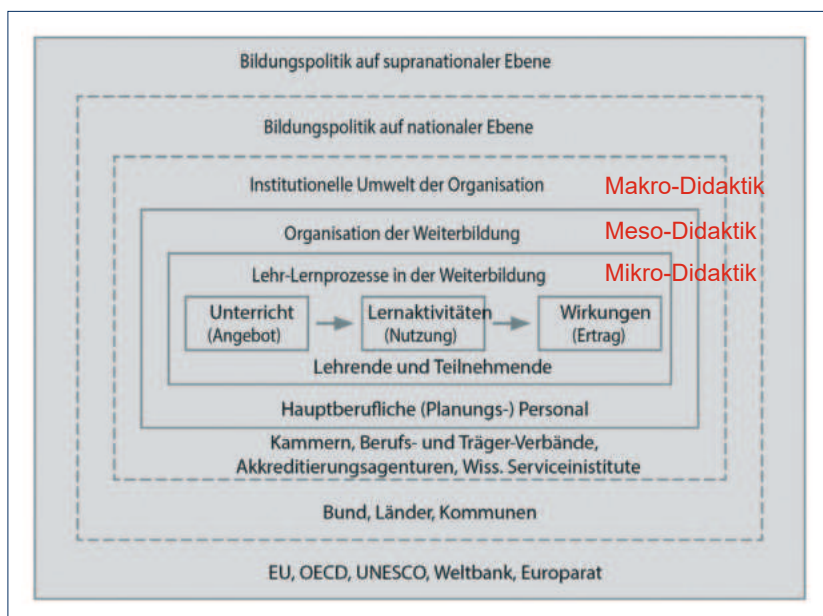 Bildungspolitik auf supranationaler Ebene
Bildungspolitik auf nationaler Ebene
Institutionelle Umwelt der Organisation Makro-Didaktik
Organisation der Weiterbildung Meso-Didaktik
Lehr-Lernprozesse in der Weiterbildung Mikro-Didaktik
Unterricht Lernaktivitäten Wirkungen
(Angebot) (Nutzung) (Ertrag)
Lehrende und Teilnehmende
Hauptberufliche (Planungs-) Personal
Kammern, Berufs- und Träger-Verbände,
Akkreditierungsagenturen, Wiss. Serviceinistitute
Bund, Länder, Kommunen
EU, OECD, UNESCO, Weltbank, Europarat